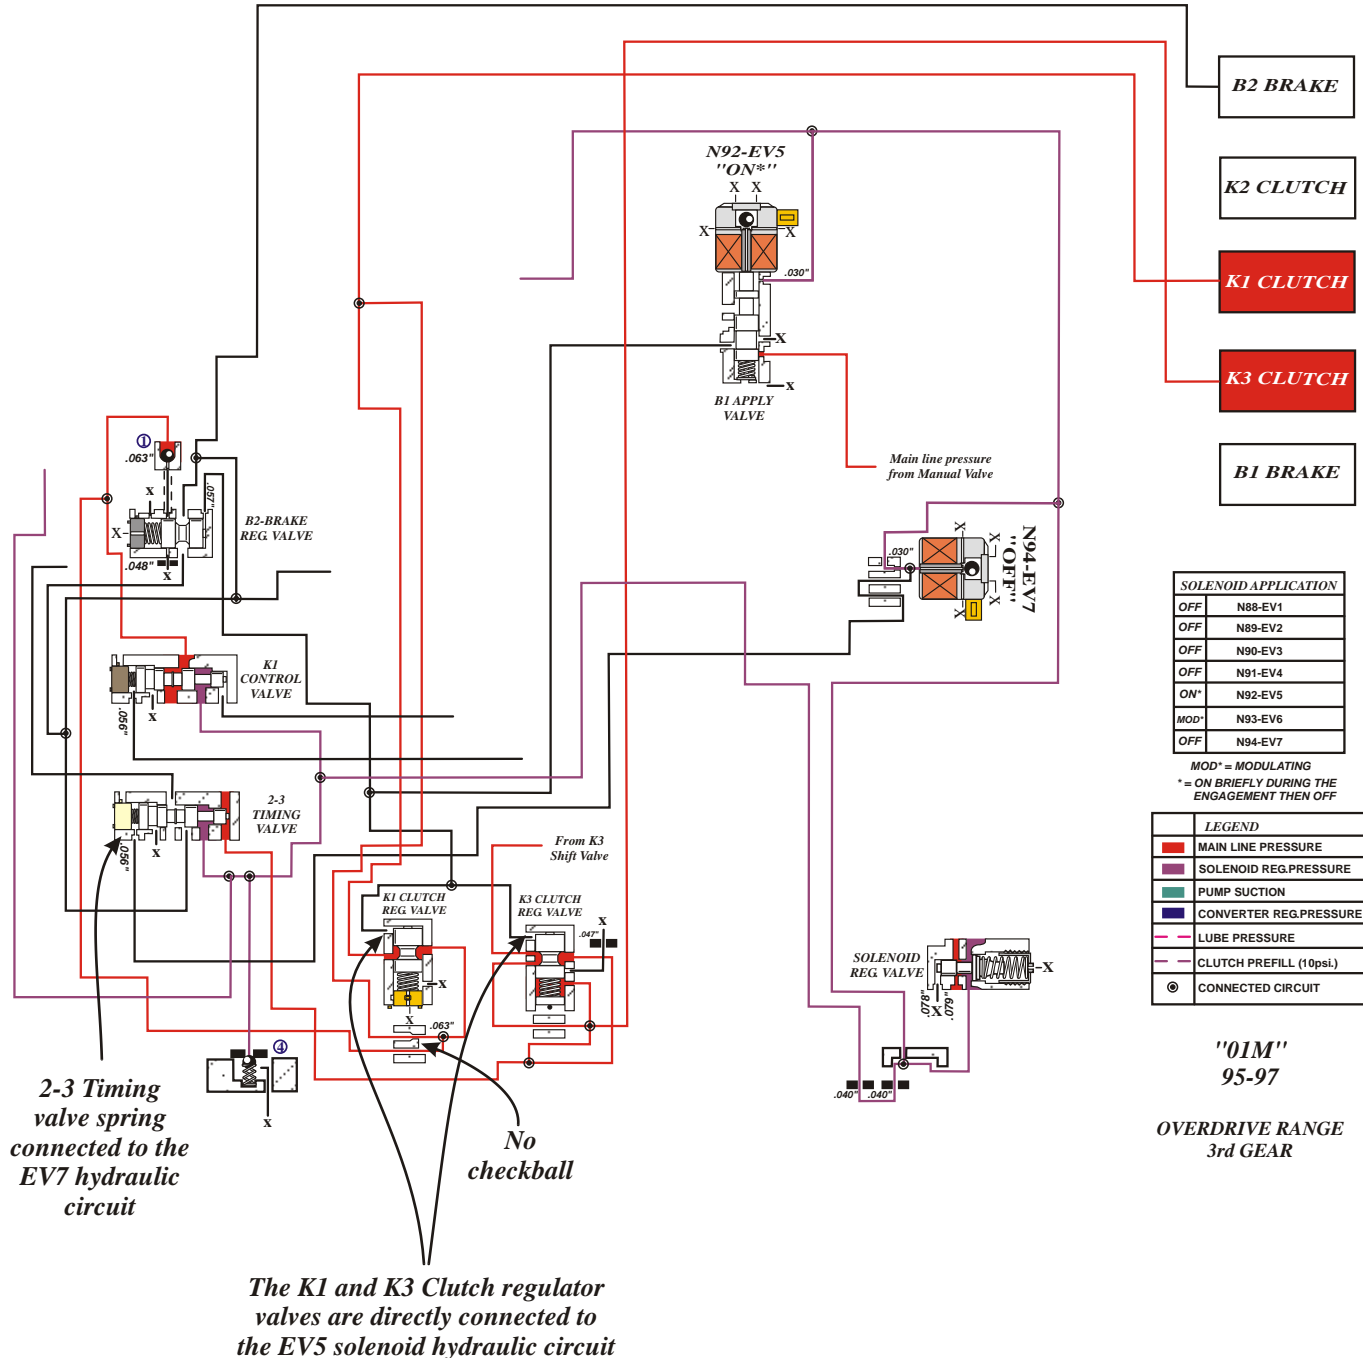 B2 BRAKE
K2 CLUTCH
K1 CLUTCH
K3 CLUTCH
B1 BRAKE
N92-EV5
"ON*"
X X
X
X
.030"
X
X
B1 APPLY
VALVE
Main line pressure
from Manual Valve
1
.063"
X
.057"
X
B2-BRAKE
REG. VALVE
.048"
X
.030"
X
X
X
X
N94-EV7
"OFF"
K1
CONTROL
VALVE
.056"
X
2-3
TIMING
VALVE
.056"
X
From K3
Shift Valve
K1 CLUTCH
REG. VALVE
K3 CLUTCH
REG. VALVE
X
.047"
X
X
.063"
SOLENOID
REG. VALVE
X
.078"
X
.079"
.040"
.040"
4
X
SOLENOID APPLICATION
OFF N88-EV1
OFF N89-EV2
OFF N90-EV3
OFF N91-EV4
ON* N92-EV5
MOD* N93-EV6
OFF N94-EV7
MOD* = MODULATING
* = ON BRIEFLY DURING THE
ENGAGEMENT THEN OFF
LEGEND
MAIN LINE PRESSURE
SOLENOID REG.PRESSURE
PUMP SUCTION
CONVERTER REG.PRESSURE
LUBE PRESSURE
CLUTCH PREFILL (10psi.)
CONNECTED CIRCUIT
"01M"
95-97
OVERDRIVE RANGE
3rd GEAR
2-3 Timing
valve spring
connected to the
EV7 hydraulic
circuit
No
checkball
The K1 and K3 Clutch regulator
valves are directly connected to
the EV5 solenoid hydraulic circuit